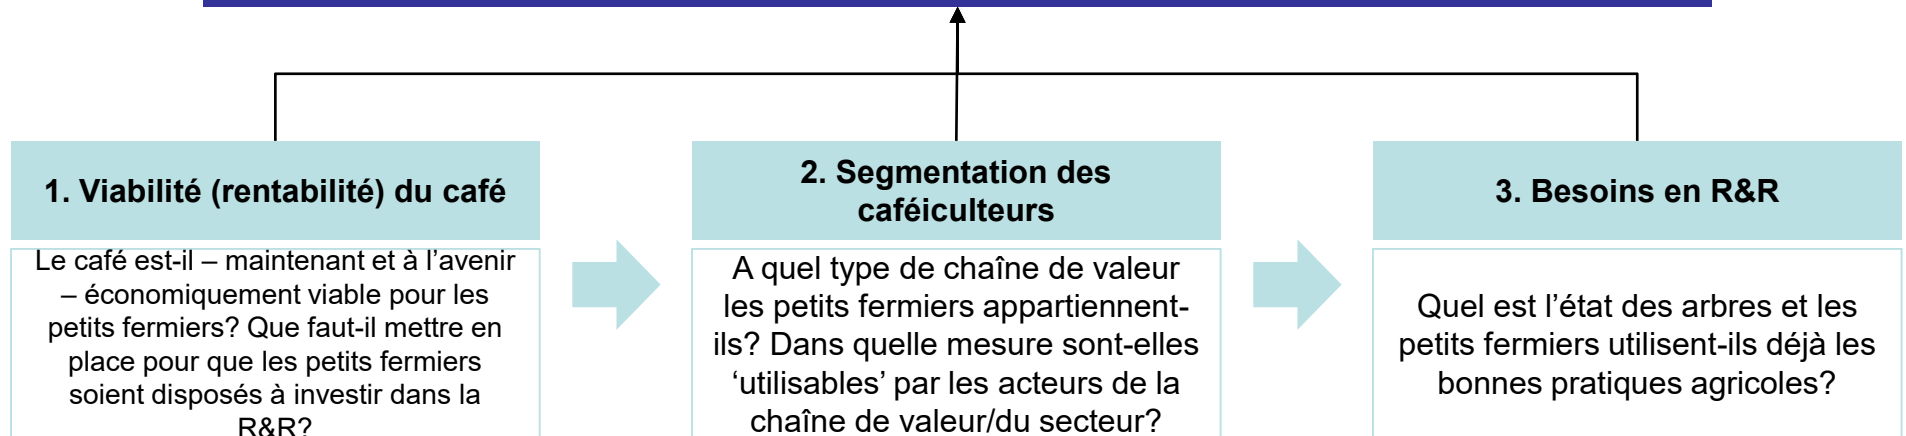 1. Viabilité (rentabilité) du café
Le café est-il – maintenant et à l’avenir
– économiquement viable pour les
petits fermiers? Que faut-il mettre en
place pour que les petits fermiers
soient disposés à investir dans la
R&R?
2. Segmentation des
caféiculteurs
A quel type de chaîne de valeur
les petits fermiers appartiennent-
ils? Dans quelle mesure sont-elles
‘utilisables’ par les acteurs de la
chaîne de valeur/du secteur?
3. Besoins en R&R
Quel est l’état des arbres et les
petits fermiers utilisent-ils déjà les
bonnes pratiques agricoles?